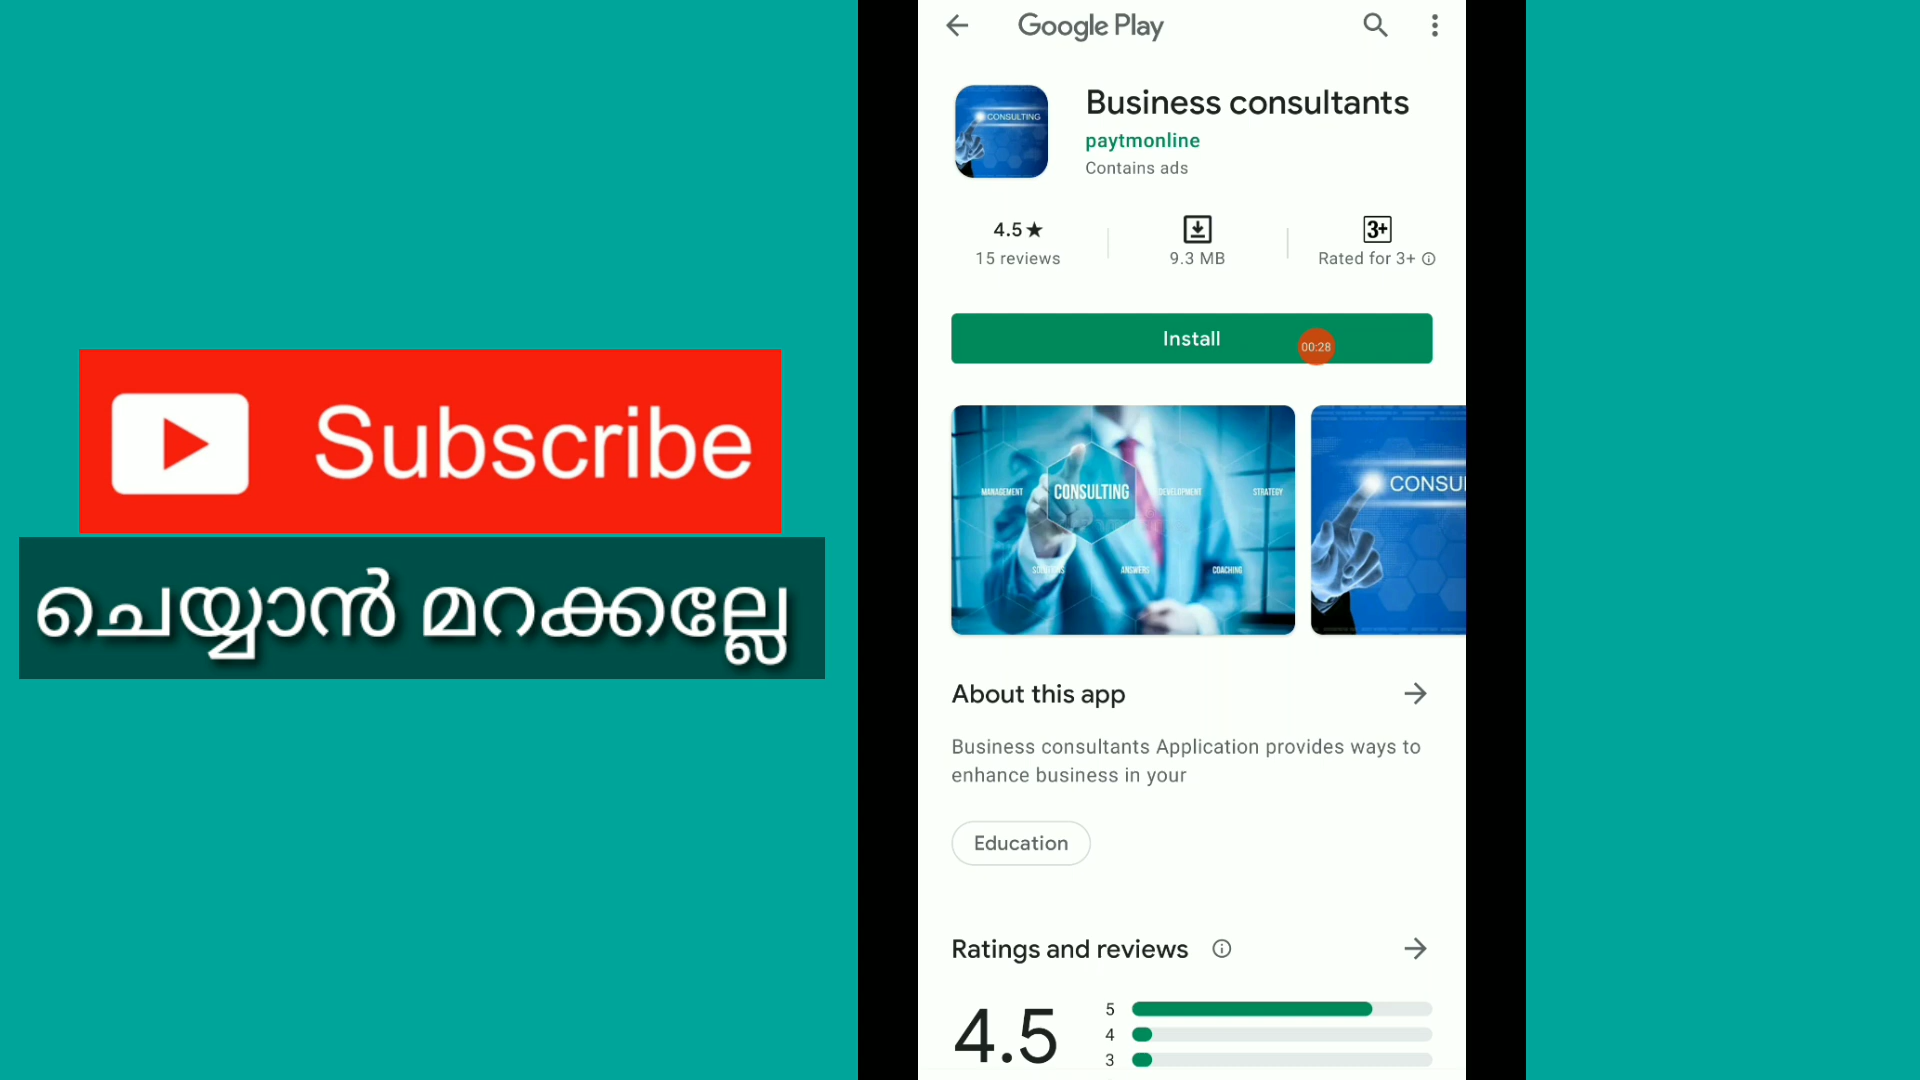 Subscribe
ചെയ്യാൻ മറക്കല്ലേ
Google Play
CONSULTING
Business consultants
paytmonline
Contains ads
4.5★
15 reviews
9.3 MB
3+
Rated for 3+
Install
00:28
MANAGEMENT
CONSULTING
DEVELOPMENT
STRATEGY
SOLUTIONS
ANSWERS
COACHING
CONSU
About this app
Business consultants Application provides ways to
enhance business in your
Education
Ratings and reviews
4.5
5
4
3